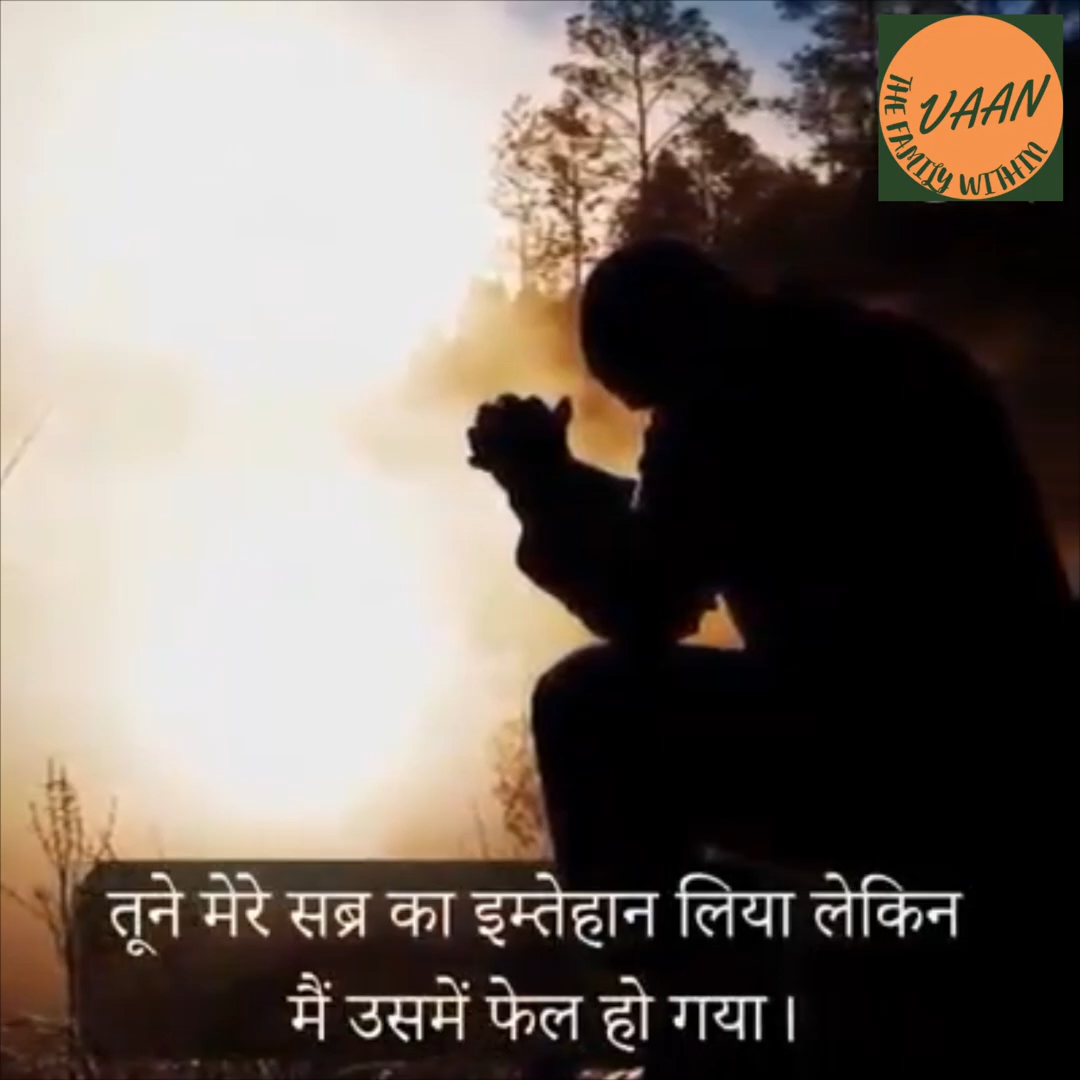 VAAN
THE FAMILY WITHIN
तूने मेरे सब्र का इम्तेहान लिया लेकिन
मैं उसमें फेल हो गया।